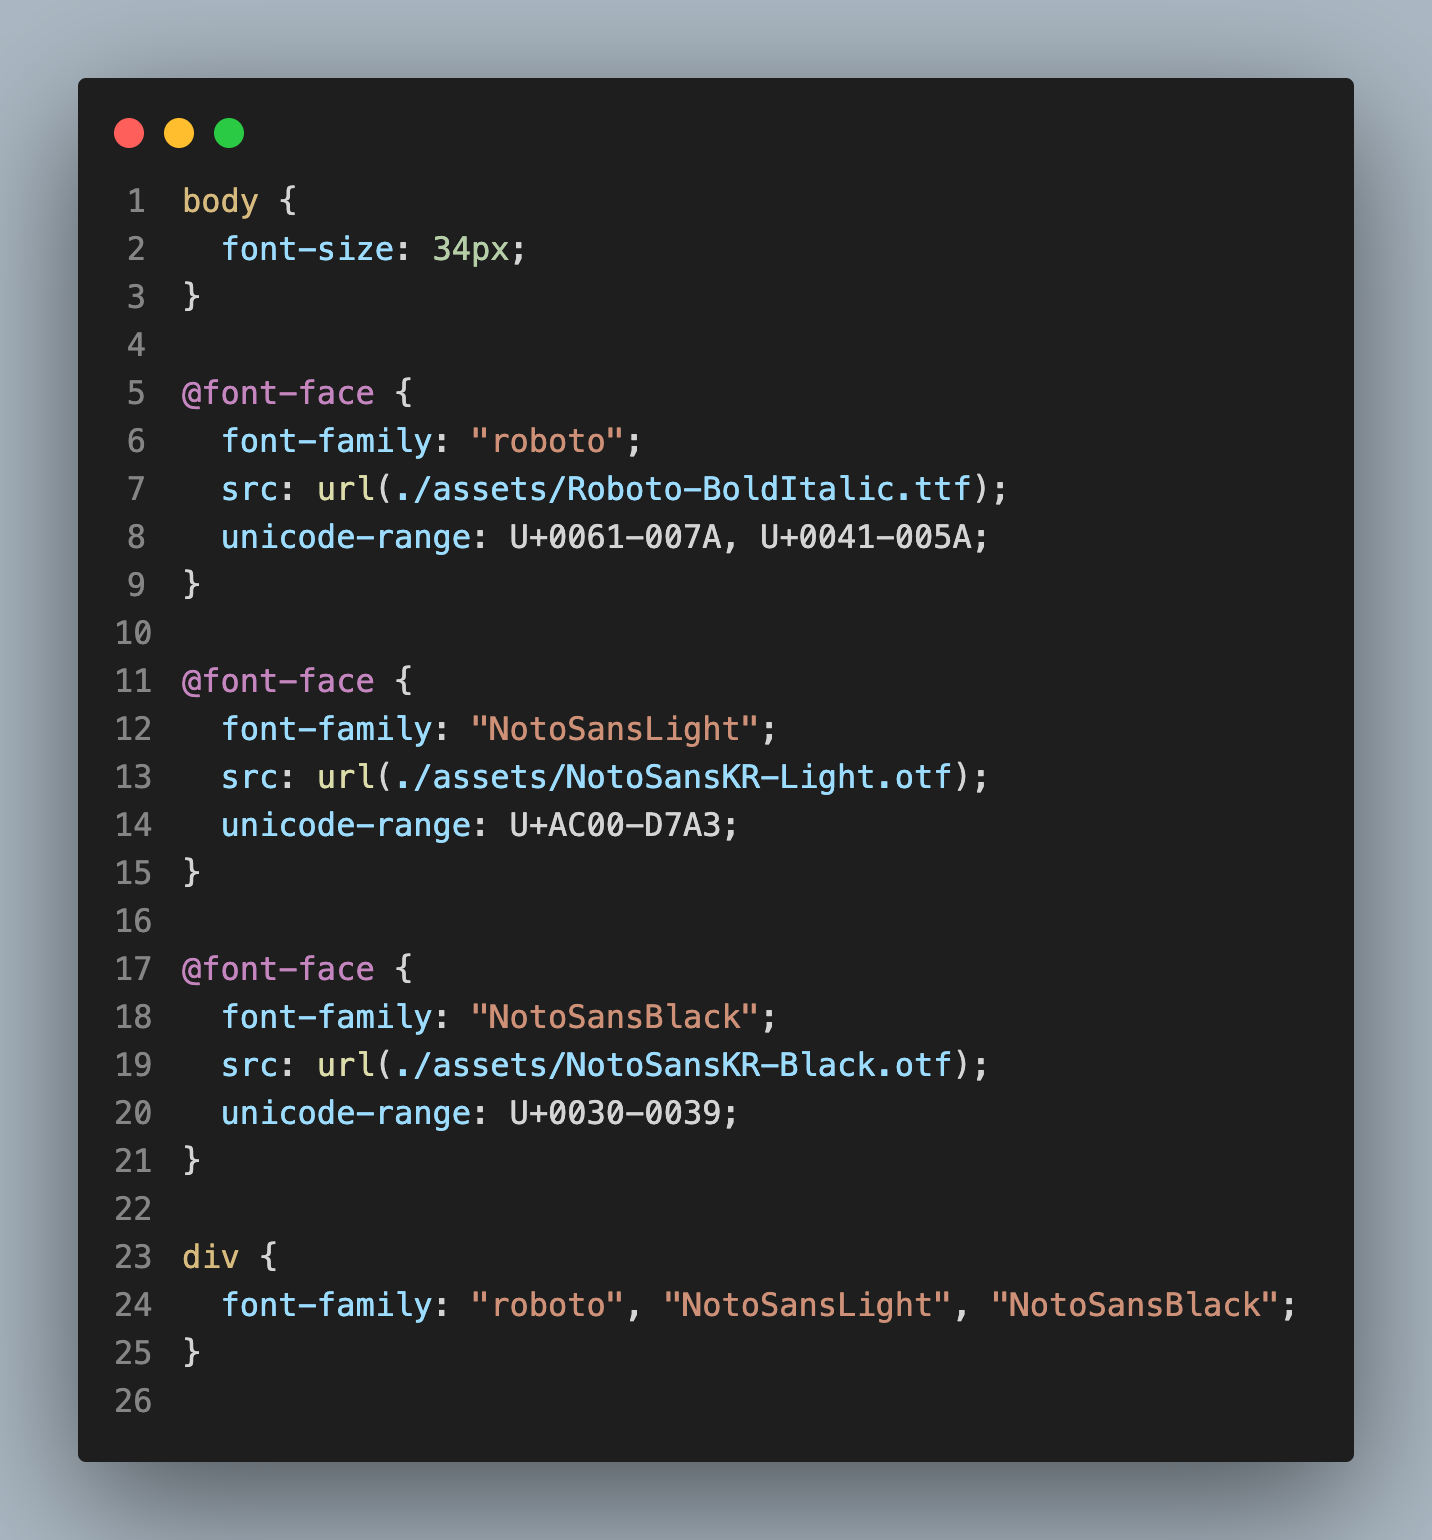 1 body {
2   font-size: 34px;
3 }
4
5 @font-face {
6   font-family: "roboto";
7   src: url(./assets/Roboto-BoldItalic.ttf);
8   unicode-range: U+0061-007A, U+0041-005A;
9 }
10
11 @font-face {
12   font-family: "NotoSansLight";
13   src: url(./assets/NotoSansKR-Light.otf);
14   unicode-range: U+AC00-D7A3;
15 }
16
17 @font-face {
18   font-family: "NotoSansBlack";
19   src: url(./assets/NotoSansKR-Black.otf);
20   unicode-range: U+0030-0039;
21 }
22
23 div {
24   font-family: "roboto", "NotoSansLight", "NotoSansBlack";
25 }
26